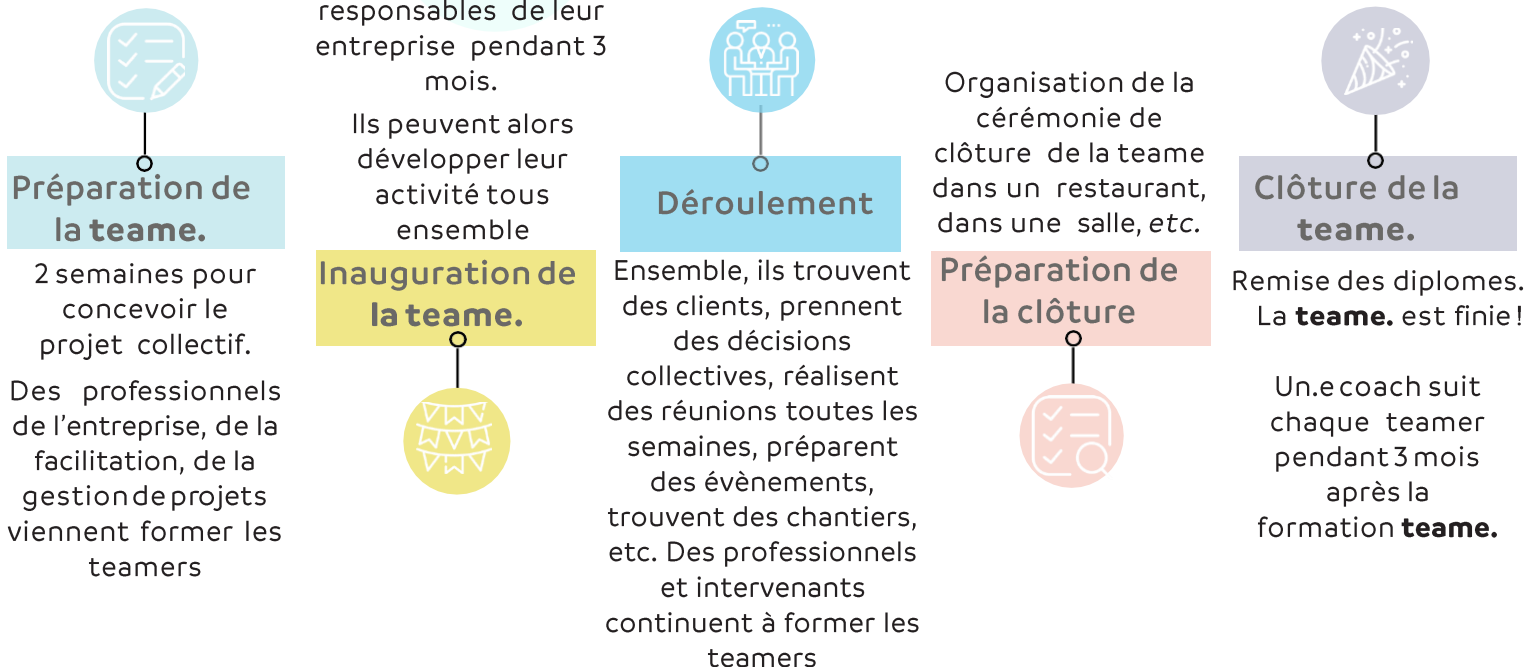 Préparation de
la teame.
2 semaines pour
concevoir le
projet collectif.
Des professionnels
de l’entreprise, de la
facilitation, de la
gestion de projets
viennent former les
teamers
responsables de leur
entreprise pendant 3
mois.
Ils peuvent alors
développer leur
activité tous
ensemble
Inauguration de
la teame.
Déroulement
Ensemble, ils trouvent
des clients, prennent
des décisions
collectives, réalisent
des réunions toutes les
semaines, préparent
des évènements,
trouvent des chantiers,
etc. Des professionnels
et intervenants
continuent à former les
teamers
Organisation de la
cérémonie de
clôture de la teame
dans un restaurant,
dans une salle, etc.
Préparation de
la clôture
Clôture de la
teame.
Remise des diplomes.
La teame. est finie !
Un.e coach suit
chaque teamer
pendant 3 mois
après la
formation teame.